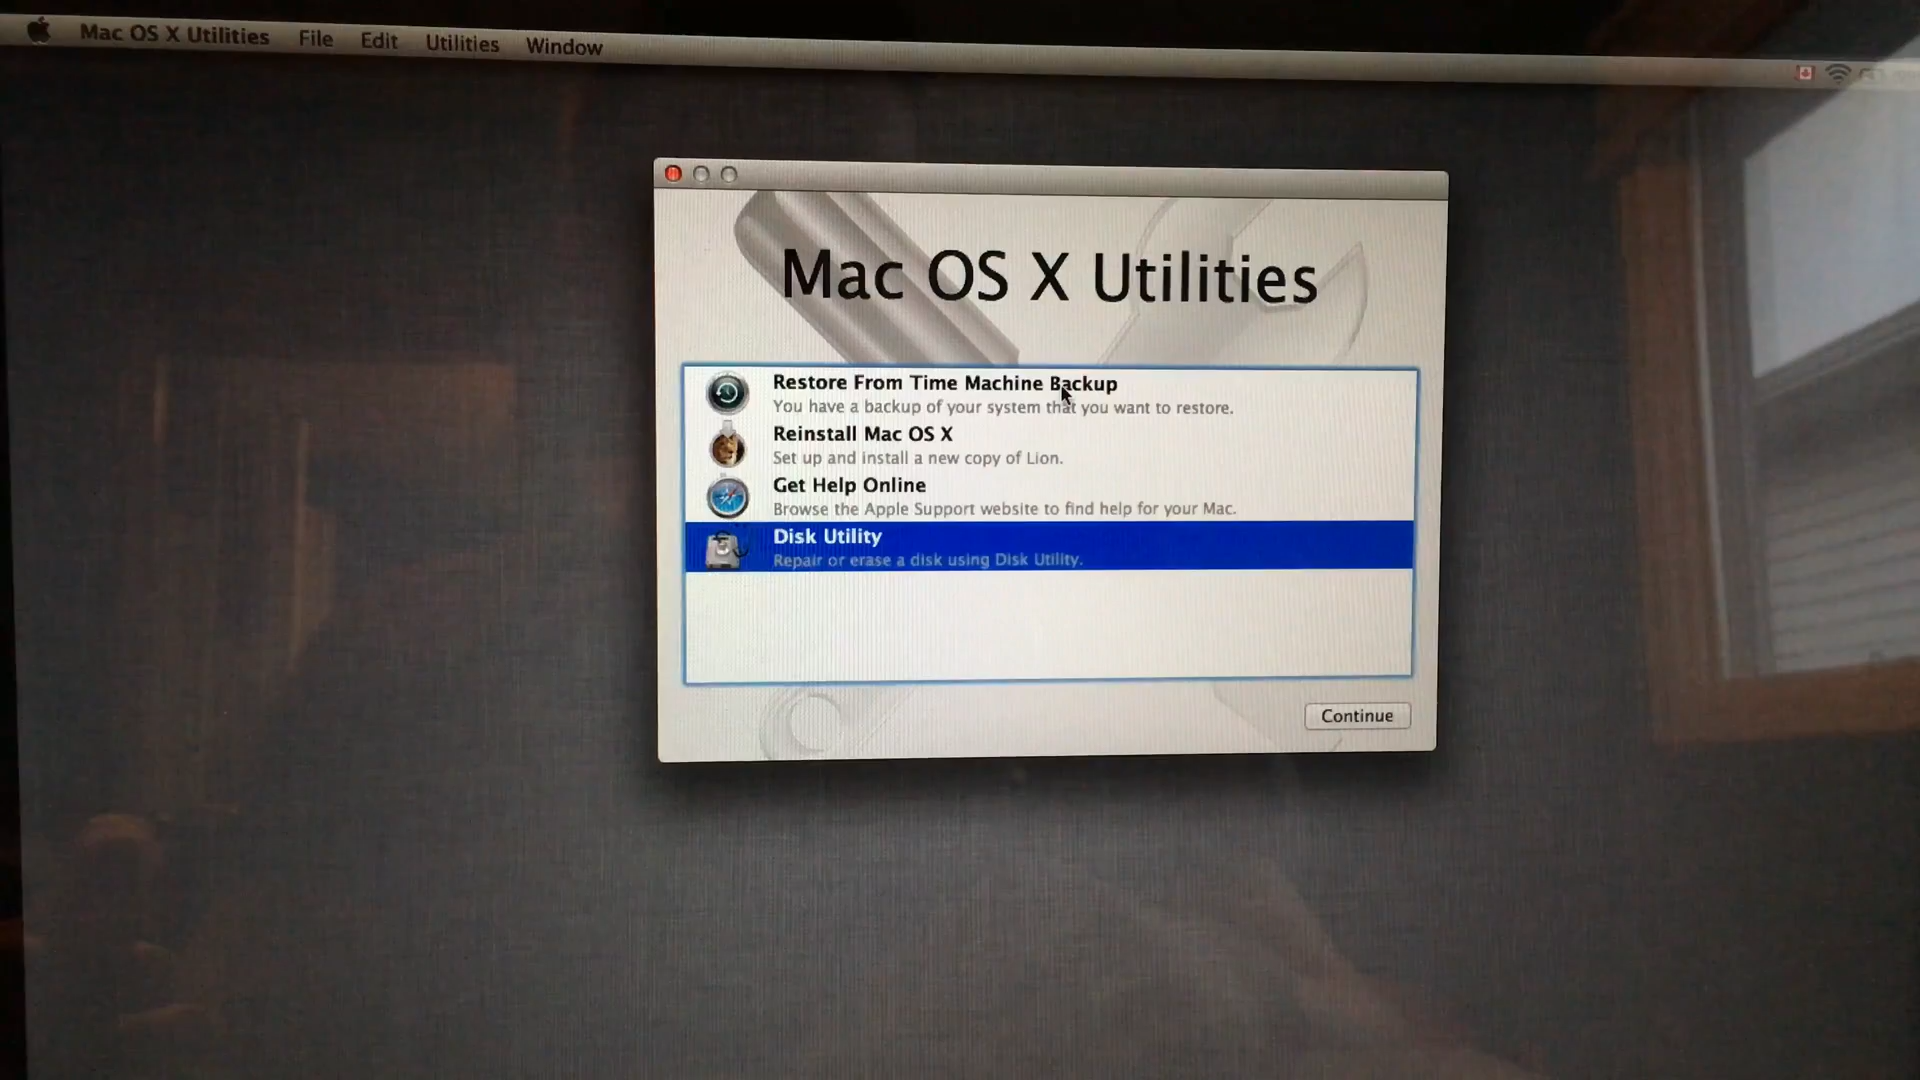 Mac OS X Utilities File Edit Utilities Window
Mac OS X Utilities
Restore From Time Machine Backup
You have a backup of your system that you want to restore.
Reinstall Mac OS X
Set up and install a new copy of Lion.
Get Help Online
Browse the Apple Support website to find help for your Mac.
Disk Utility
Repair or erase a disk using Disk Utility.
Continue